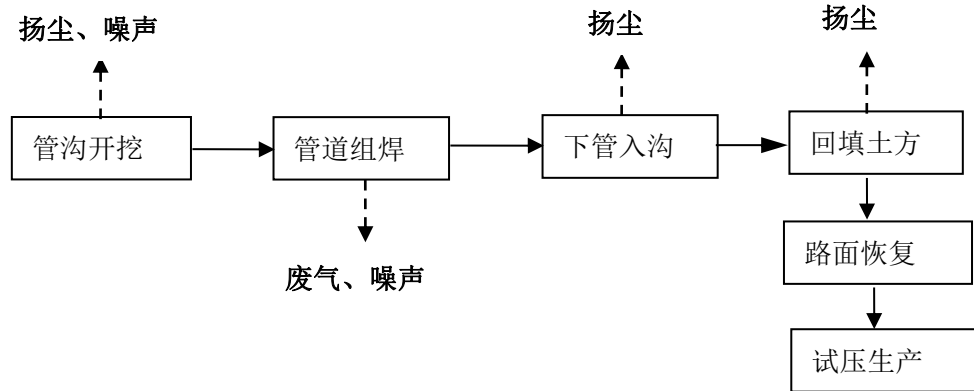 扬尘、噪声
扬尘
扬尘
管沟开挖
管道组焊
下管入沟
回填土方
废气、噪声
路面恢复
试压生产